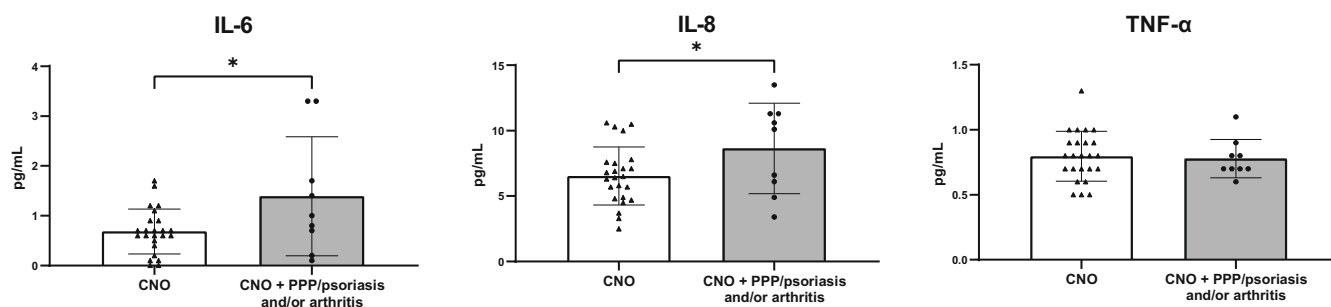 IL-6
*
4
3
2
1
0
pg/mL
CNO
CNO + PPP/psoriasis
and/or arthritis
IL-8
*
15
10
5
0
pg/mL
CNO
CNO + PPP/psoriasis
and/or arthritis
TNF-α
1.5
1.0
0.5
0.0
pg/mL
CNO
CNO + PPP/psoriasis
and/or arthritis